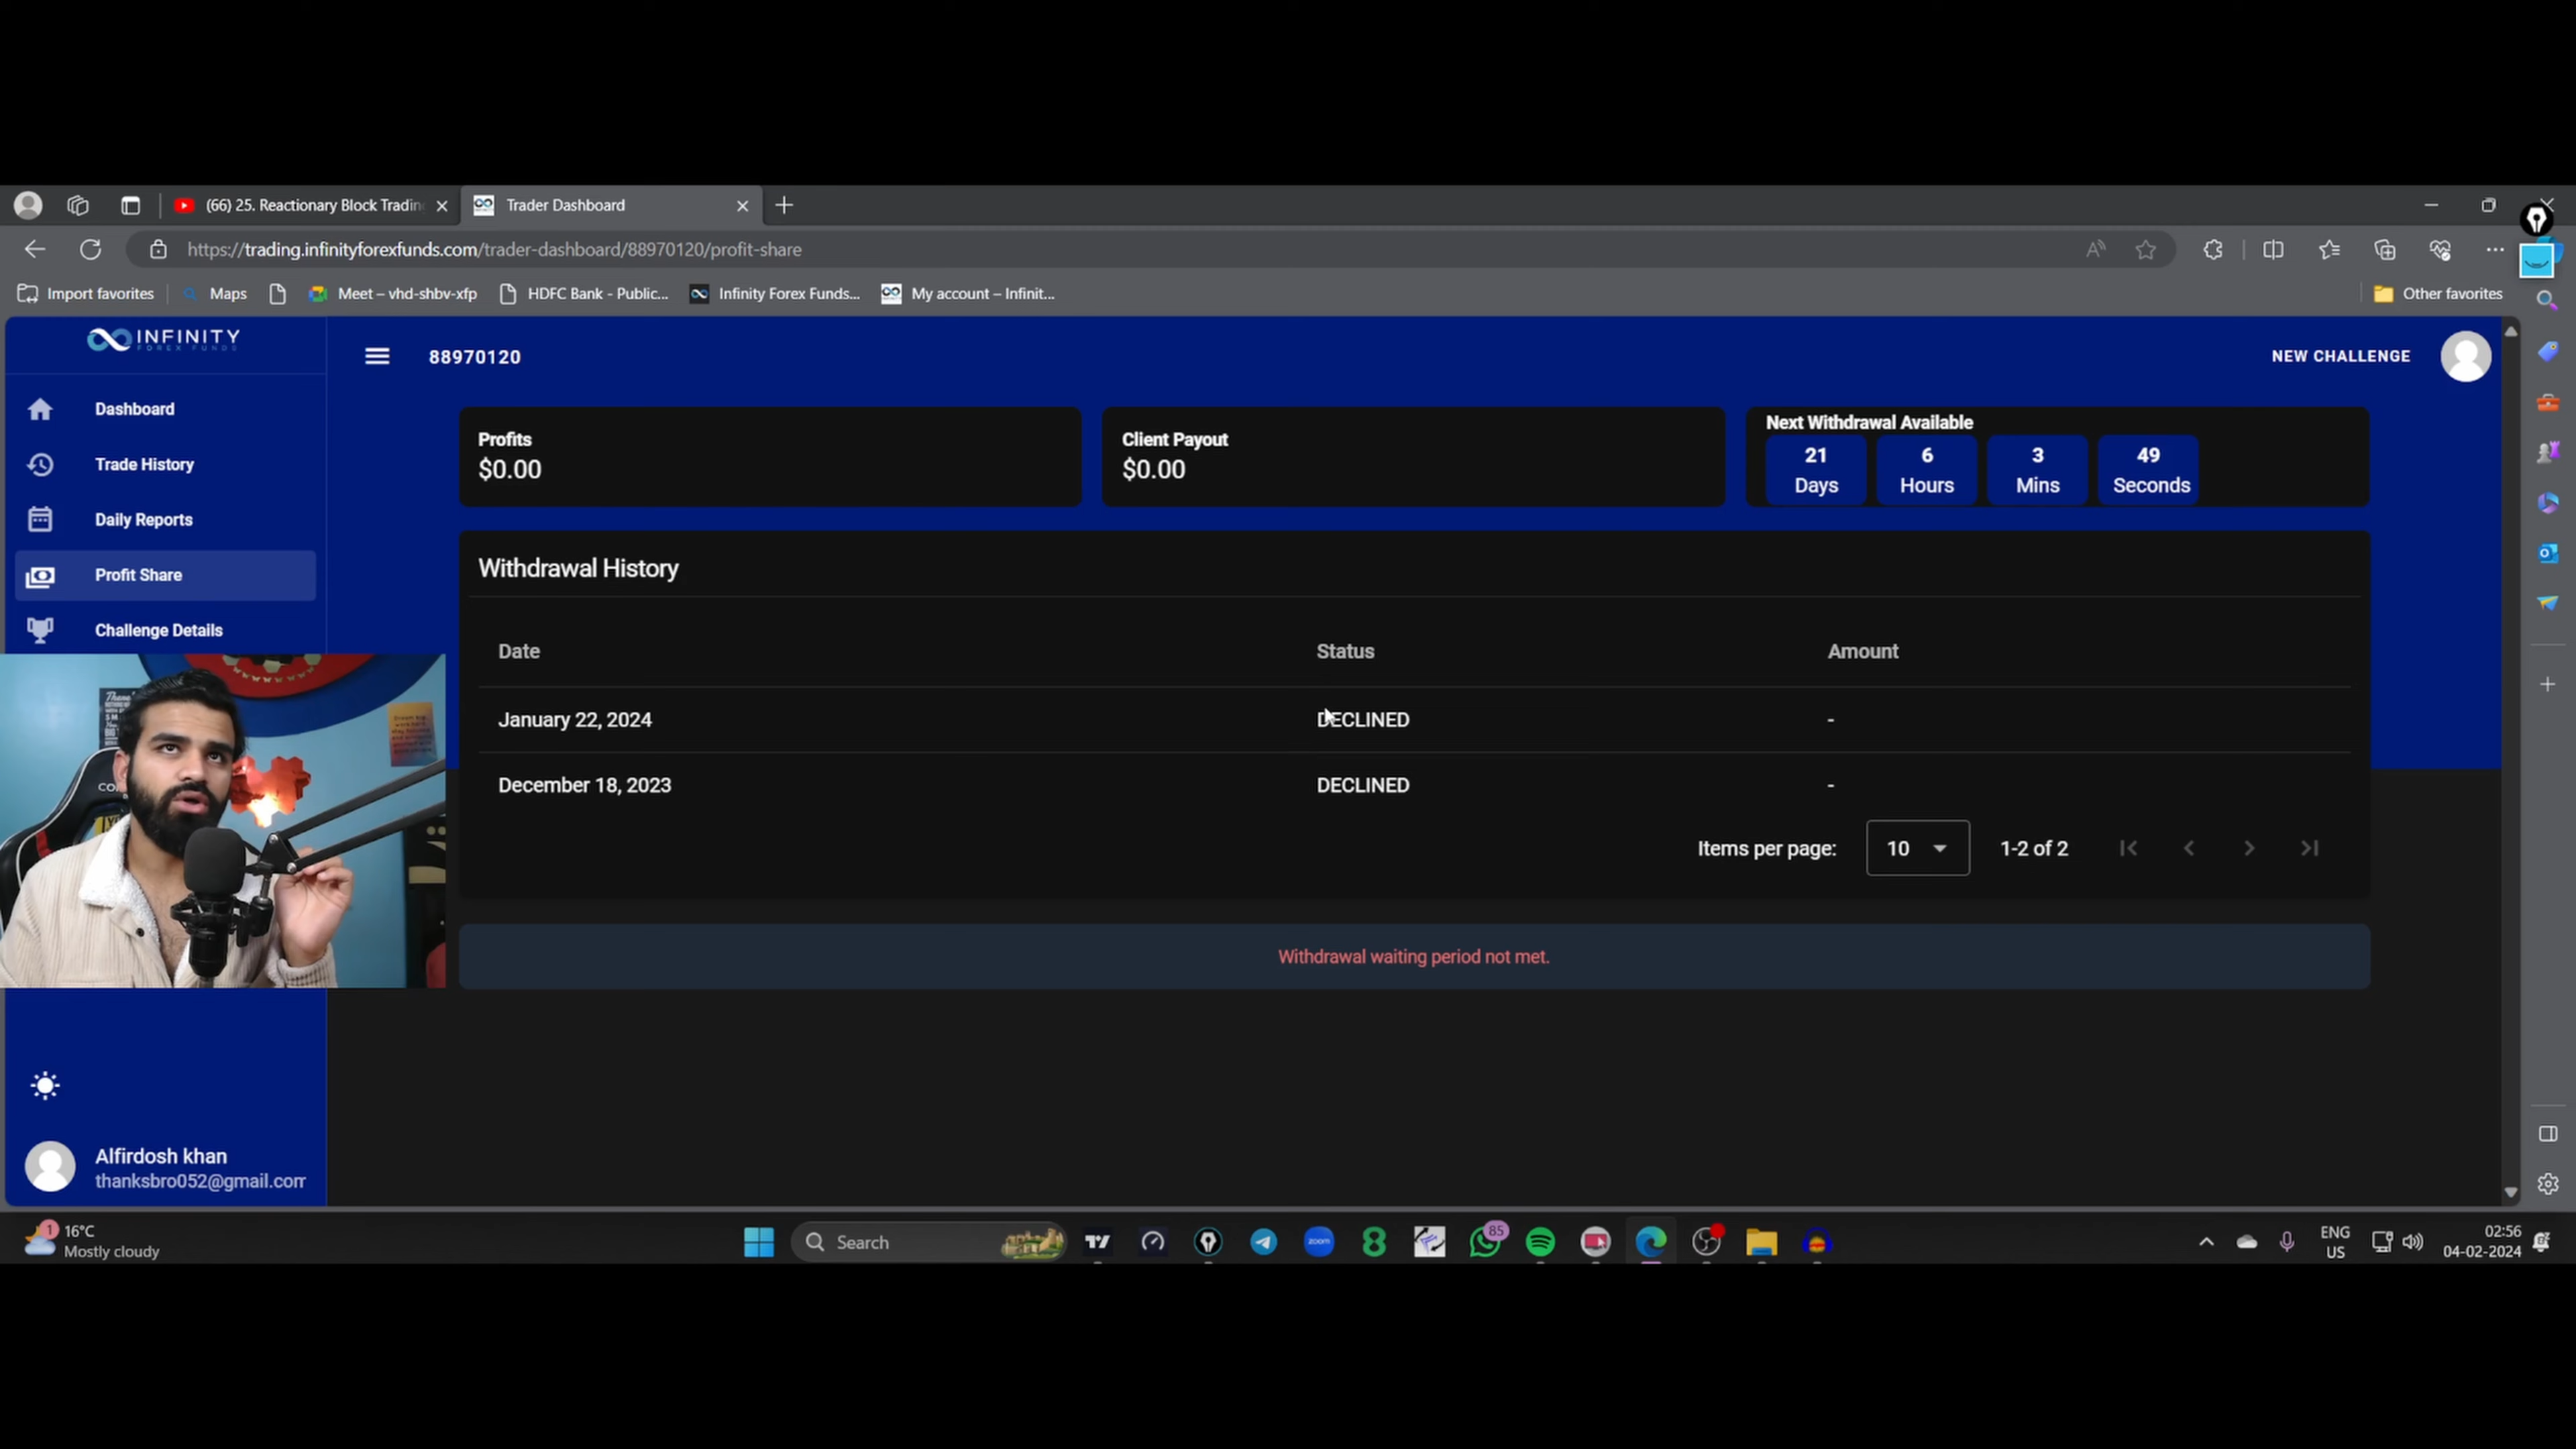 (66) 25. Reactionary Block Tradin
Trader Dashboard
https://trading.infinityforexfunds.com/trader-dashboard/88970120/profit-share
Import favorites
Maps
Meet – vhd-shbv-xfp
HDFC Bank - Public...
Infinity Forex Funds...
My account – Infinit...
Other favorites
INFINITY
FOREX FUNDS
88970120
NEW CHALLENGE
Dashboard
Trade History
Daily Reports
Profit Share
Challenge Details
Profits
$0.00
Client Payout
$0.00
Next Withdrawal Available
21 6 3 49
Days Hours Mins Seconds
Withdrawal History
Date Status Amount
January 22, 2024 DECLINED -
December 18, 2023 DECLINED -
Items per page: 10 1-2 of 2
Withdrawal waiting period not met.
Alfirdosh khan
thanksbro052@gmail.com
1
16°C
Mostly cloudy
Search
zoom
85
ENG
US
02:56
04-02-2024